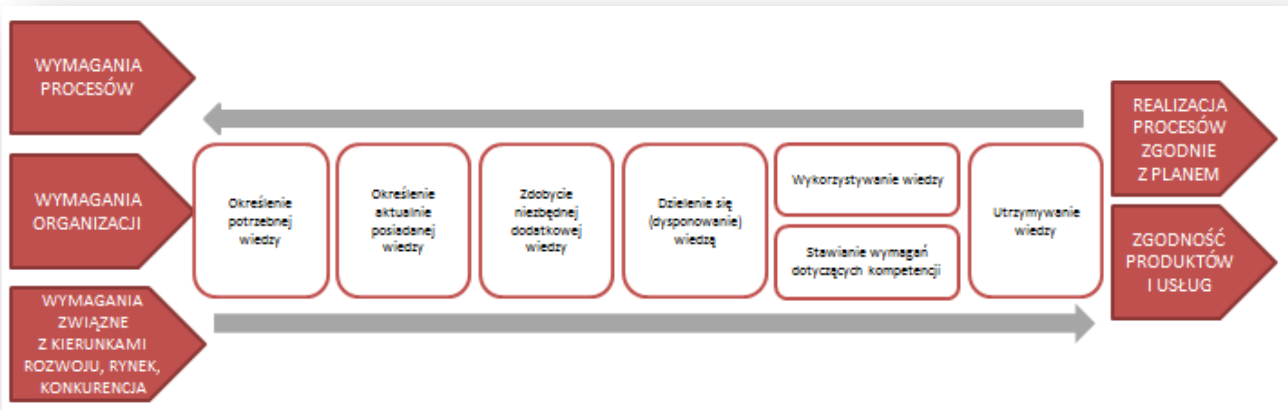 WYMAGANIA
PROCESÓW
WYMAGANIA
ORGANIZACJI
WYMAGANIA
ZWIĄZNE
Z KIERUNKAMI
ROZWOJU, RYNEK,
KONKURENCJA
Określenie
potrzebnej
wiedzy
Określenie
aktualnie
posiadanej
wiedzy
Zdobycie
niezbędnej
dodatkowej
wiedzy
Dzielenie się
(dysponowanie)
wiedzą
Wykorzystywanie wiedzy
Stawianie wymagań
dotyczących kompetencji
Utrzymywanie
wiedzy
REALIZACJA
PROCESÓW
ZGODNIE
Z PLANEM
ZGODNOŚĆ
PRODUKTÓW
I USŁUG